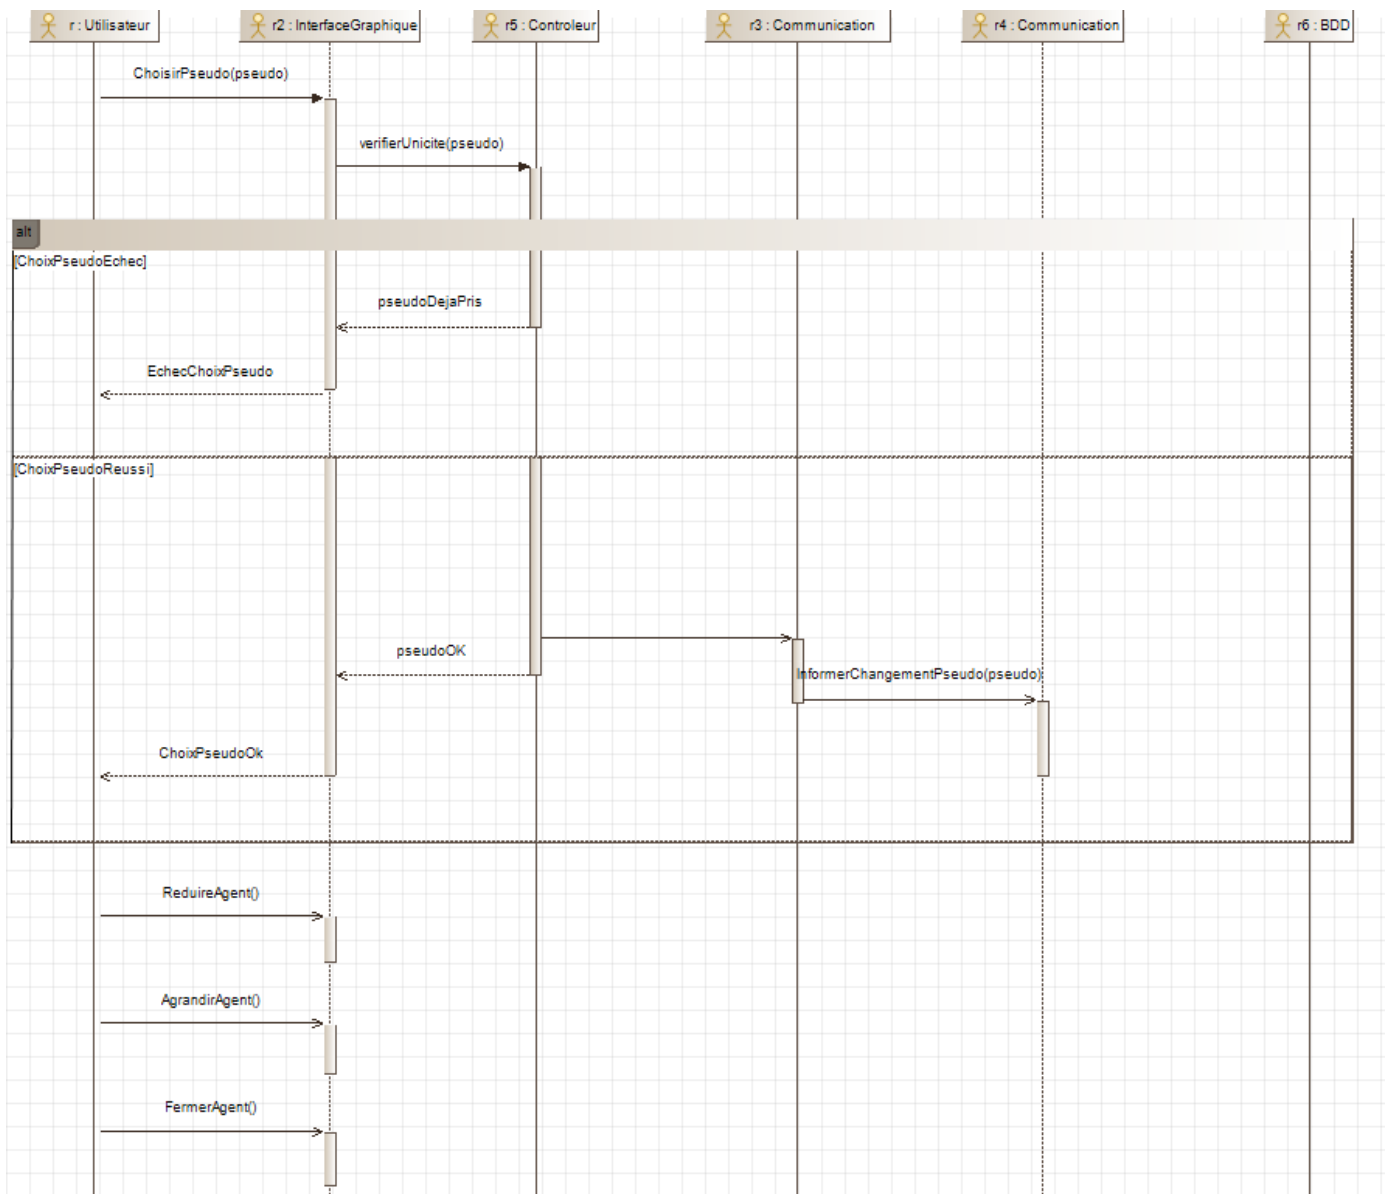 r : Utilisateur
r2 : InterfaceGraphique
r5 : Controleur
r3 : Communication
r4 : Communication
r6 : BDD
ChoisirPseudo(pseudo)
verifierUnicite(pseudo)
alt
[ChoixPseudoEchec]
pseudoDejaPris
EchecChoixPseudo
[ChoixPseudoReussi]
pseudoOK
InformerChangementPseudo(pseudo)
ChoixPseudoOk
ReduireAgent()
AgrandirAgent()
FermerAgent()